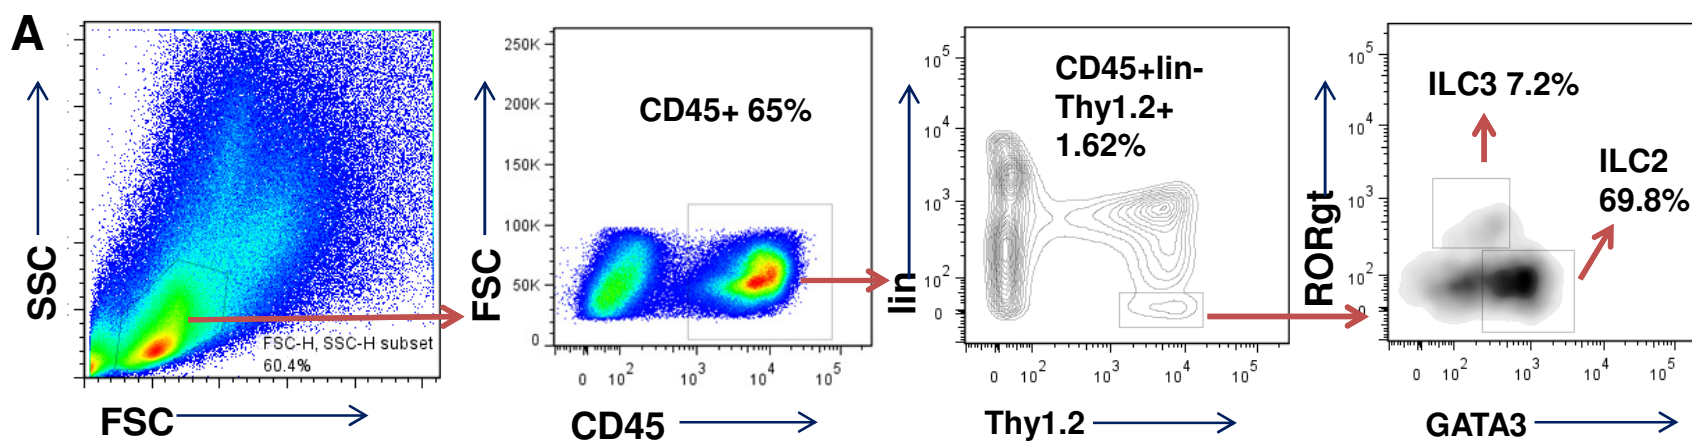 A
SSC
FSC-H, SSC-H subset
60.4%
FSC
250K
200K
150K
100K
50K
0
FSC
CD45+ 65%
0 10^2 10^3 10^4 10^5
CD45
10^5
10^4
10^3
10^2
0
lin
CD45+lin-
Thy1.2+
1.62%
0 10^2 10^3 10^4 10^5
Thy1.2
10^5
10^4
10^3
10^2
0
RORgt
ILC3 7.2%
ILC2
69.8%
0 10^2 10^3 10^4 10^5
GATA3